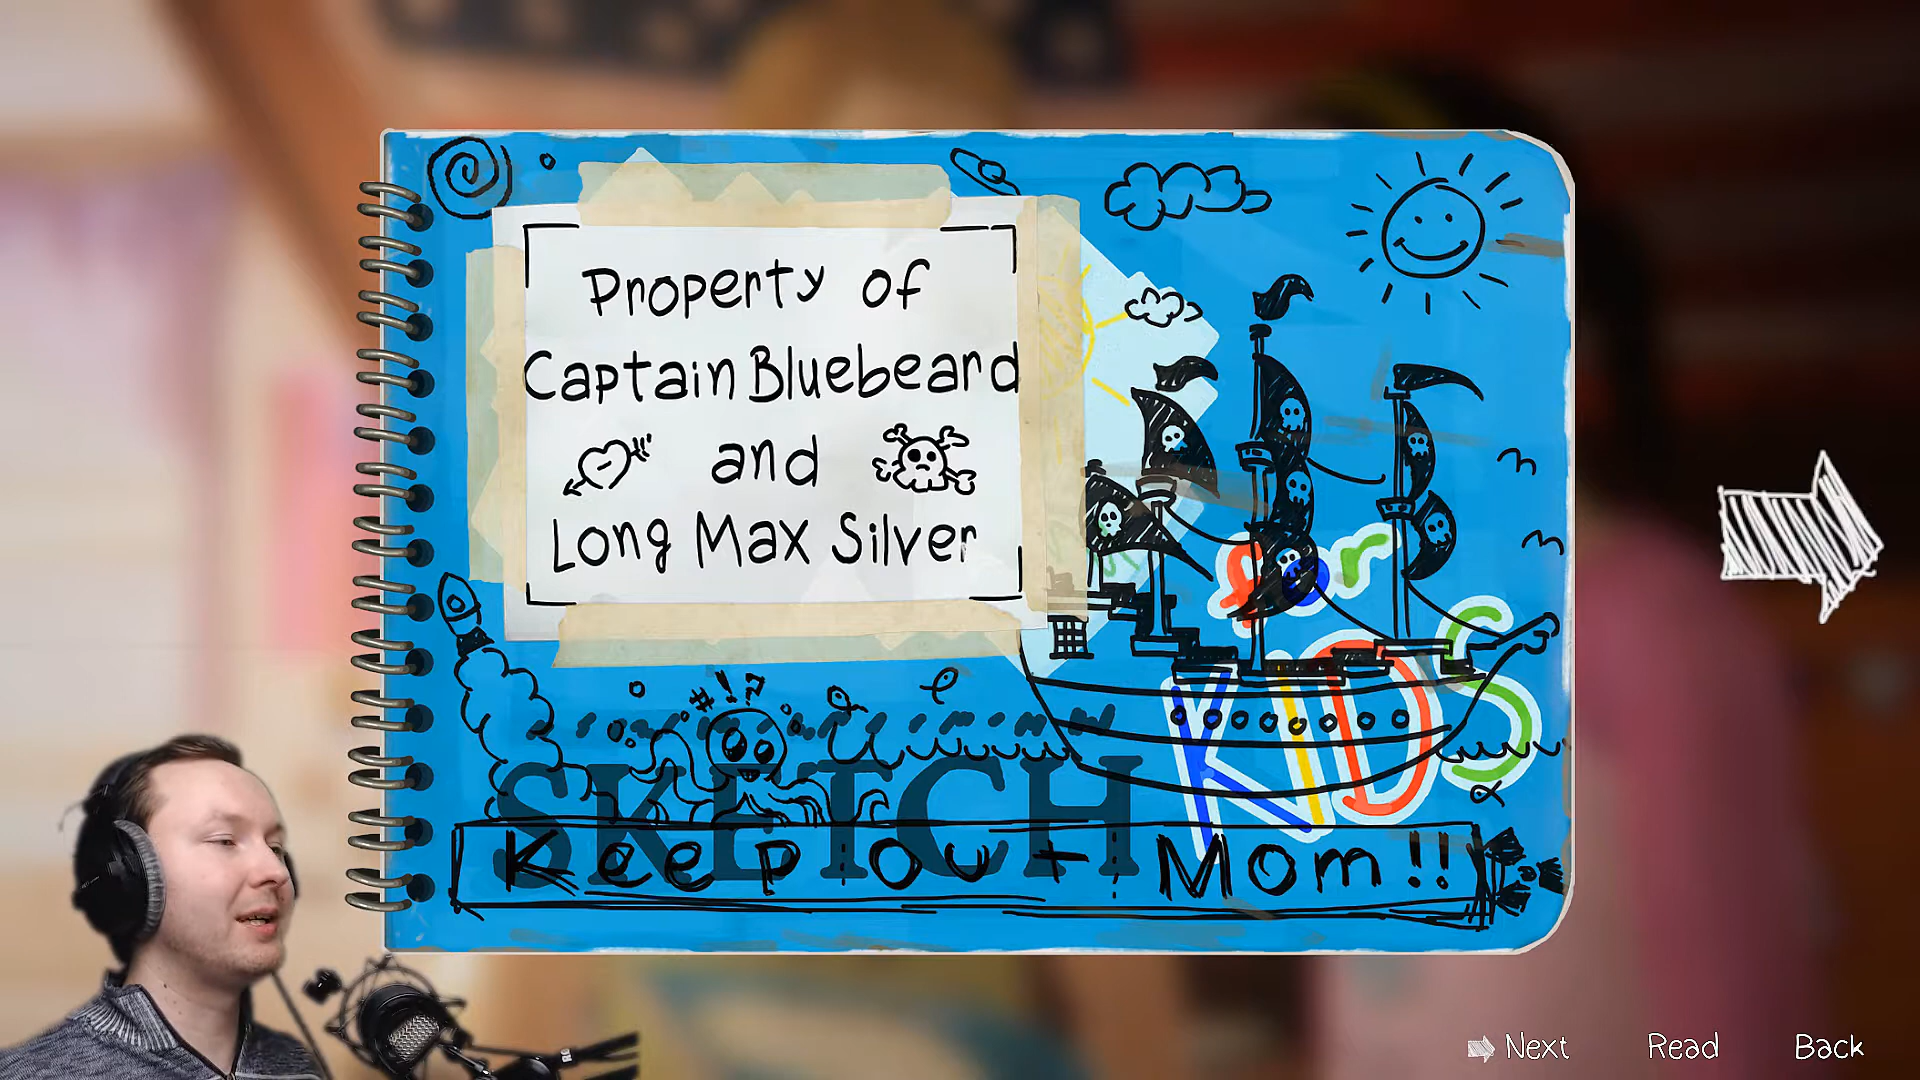 Property of
Captain Bluebeard
and
Long Max Silver
for
KIDS
SKETCH
Keep out Mom!!
Next Read Back